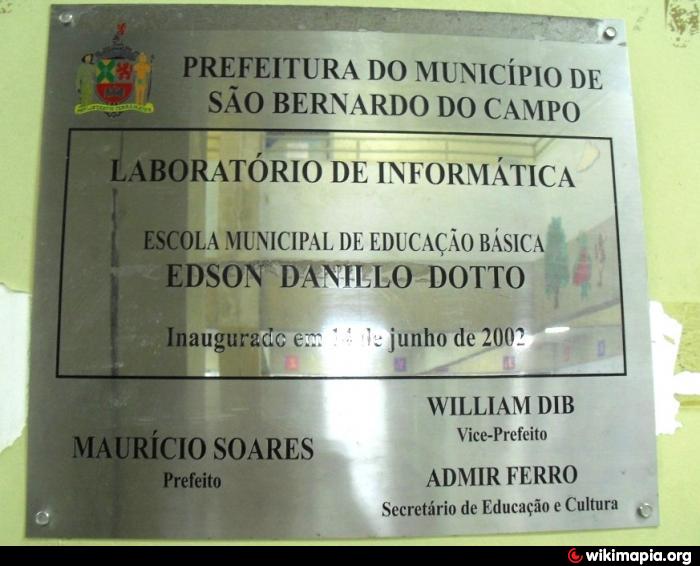 PREFEITURA DO MUNICÍPIO DE
SÃO BERNARDO DO CAMPO
LABORATÓRIO DE INFORMÁTICA
ESCOLA MUNICIPAL DE EDUCAÇÃO BÁSICA
EDSON DANILLO DOTTO
Inaugurado em 14 de junho de 2002
MAURÍCIO SOARES
Prefeito
WILLIAM DIB
Vice-Prefeito
ADMIR FERRO
Secretário de Educação e Cultura
wikimapia.org